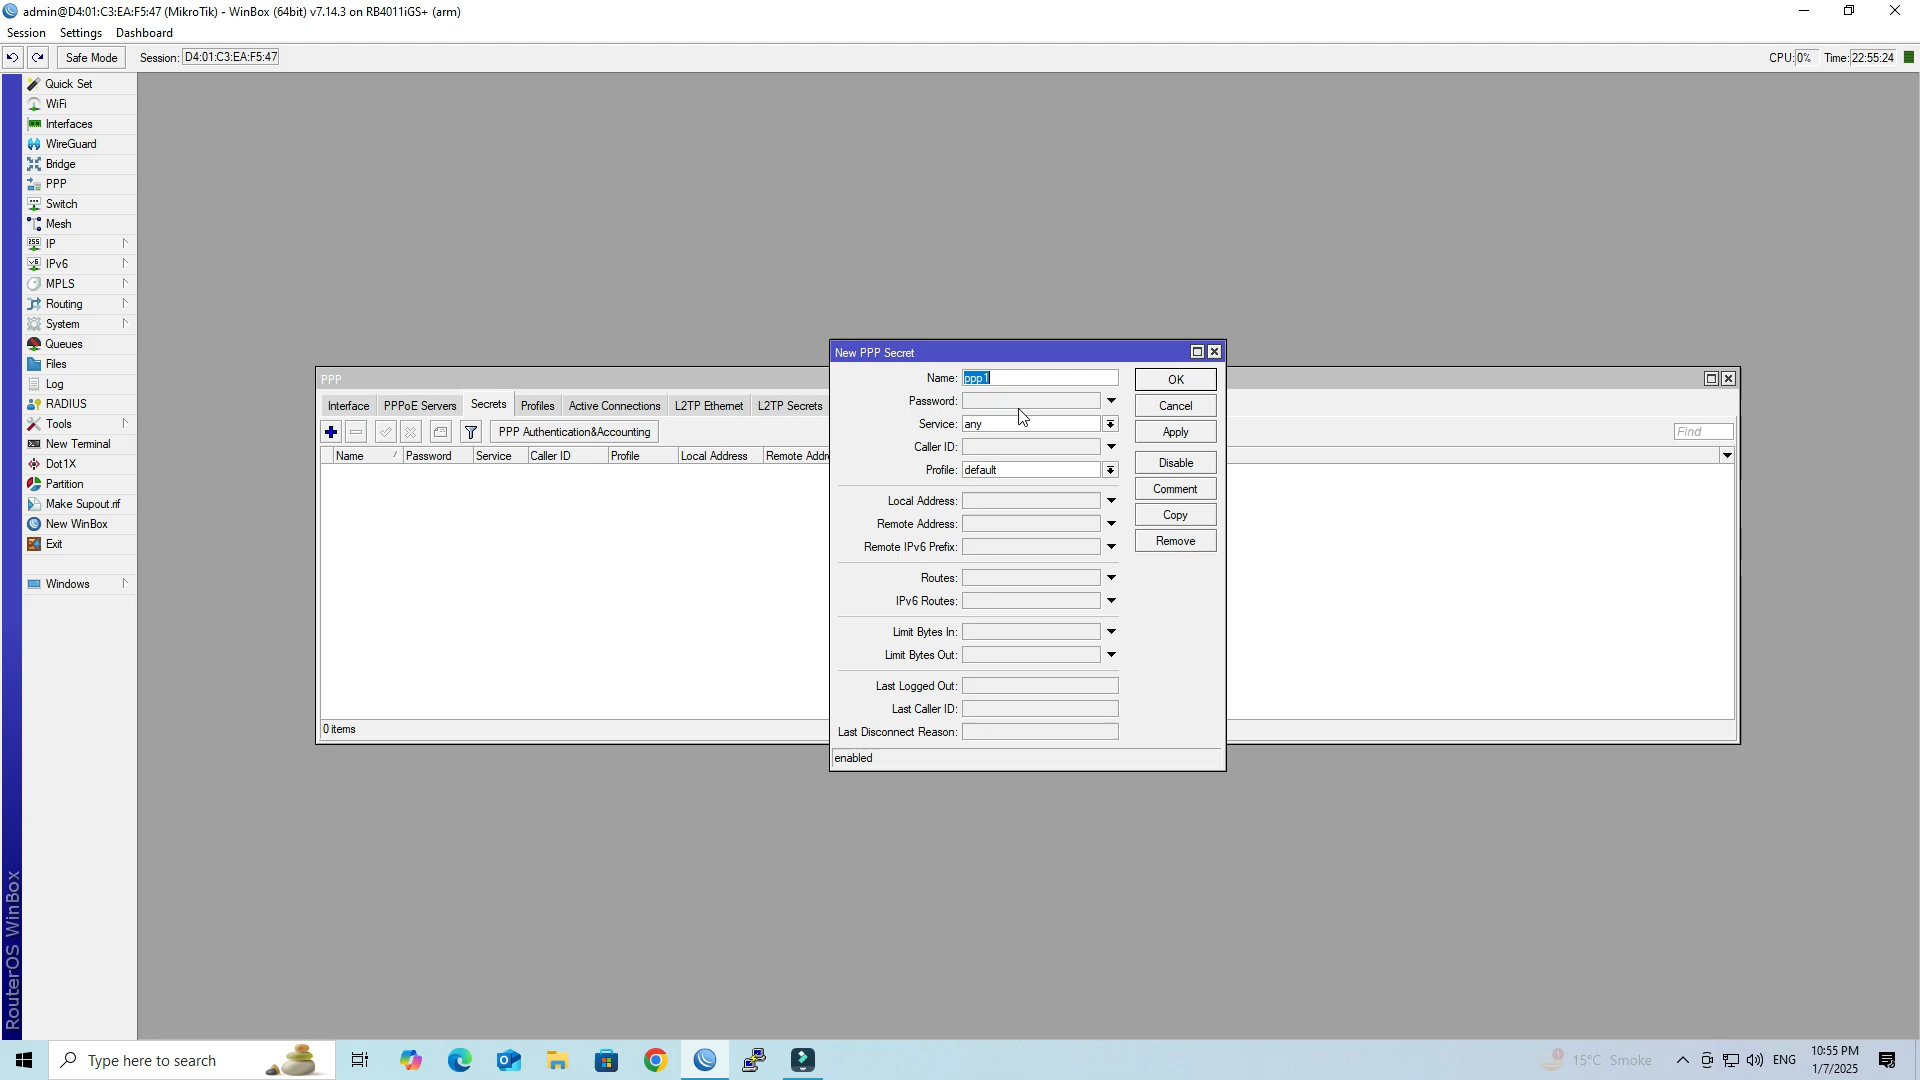 admin@D4:01:C3:EA:F5:47 (MikroTik) - WinBox (64bit) v7.14.3 on RB4011iGS+ (arm)
Session Settings Dashboard
Safe Mode Session: D4:01:C3:EA:F5:47 CPU: 0% Time: 22:55:24
Quick Set
WiFi
Interfaces
WireGuard
Bridge
PPP
Switch
Mesh
IP
IPv6
MPLS
Routing
System
Queues
Files
Log
RADIUS
Tools
New Terminal
Dot1X
Partition
Make Supout.rif
New WinBox
Exit
Windows
RouterOS WinBox
PPP
Interface PPPoE Servers Secrets Profiles Active Connections L2TP Ethernet L2TP Secrets
PPP Authentication&Accounting Find
Name / Password Service Caller ID Profile Local Address Remote Addr
0 items
New PPP Secret
Name: ppp1
Password:
Service: any
Caller ID:
Profile: default
Local Address:
Remote Address:
Remote IPv6 Prefix:
Routes:
IPv6 Routes:
Limit Bytes In:
Limit Bytes Out:
Last Logged Out:
Last Caller ID:
Last Disconnect Reason:
enabled
OK
Cancel
Apply
Disable
Comment
Copy
Remove
Type here to search
15°C Smoke
ENG
10:55 PM
1/7/2025